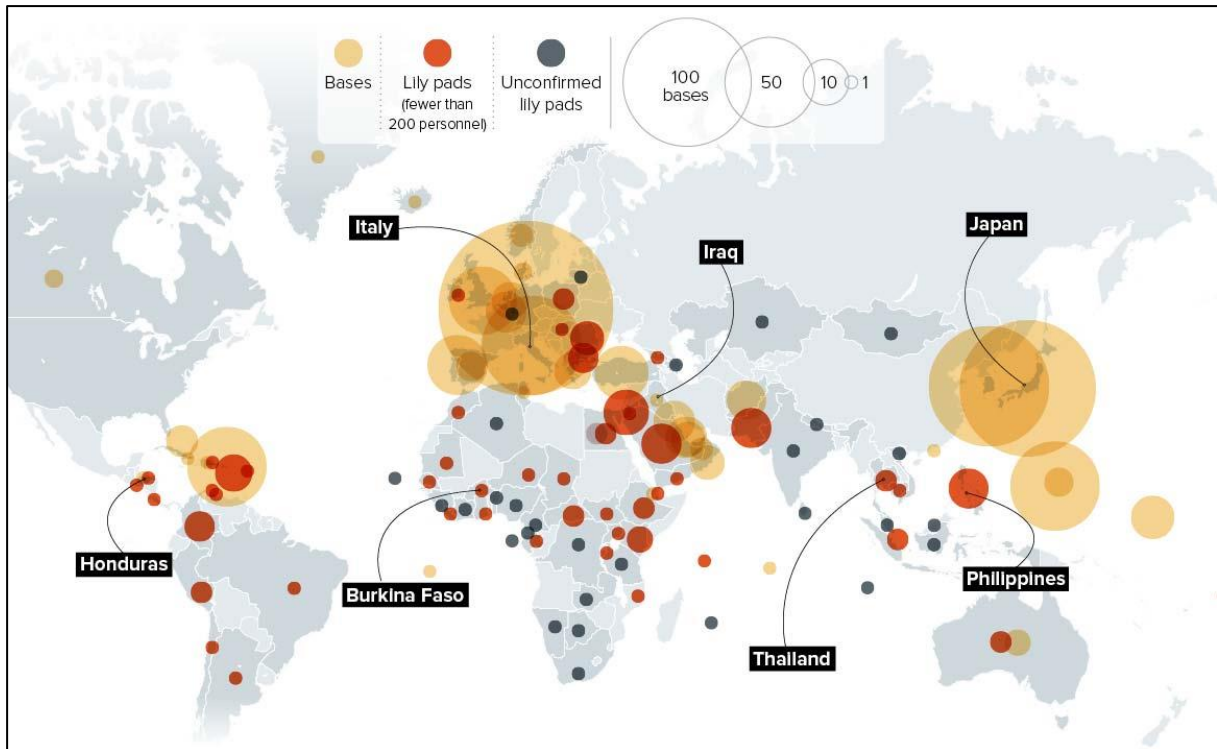 Bases
Lily pads
(fewer than
200 personnel)
Unconfirmed
lily pads
100
bases
50
10
1
Italy
Iraq
Japan
Honduras
Burkina Faso
Thailand
Philippines